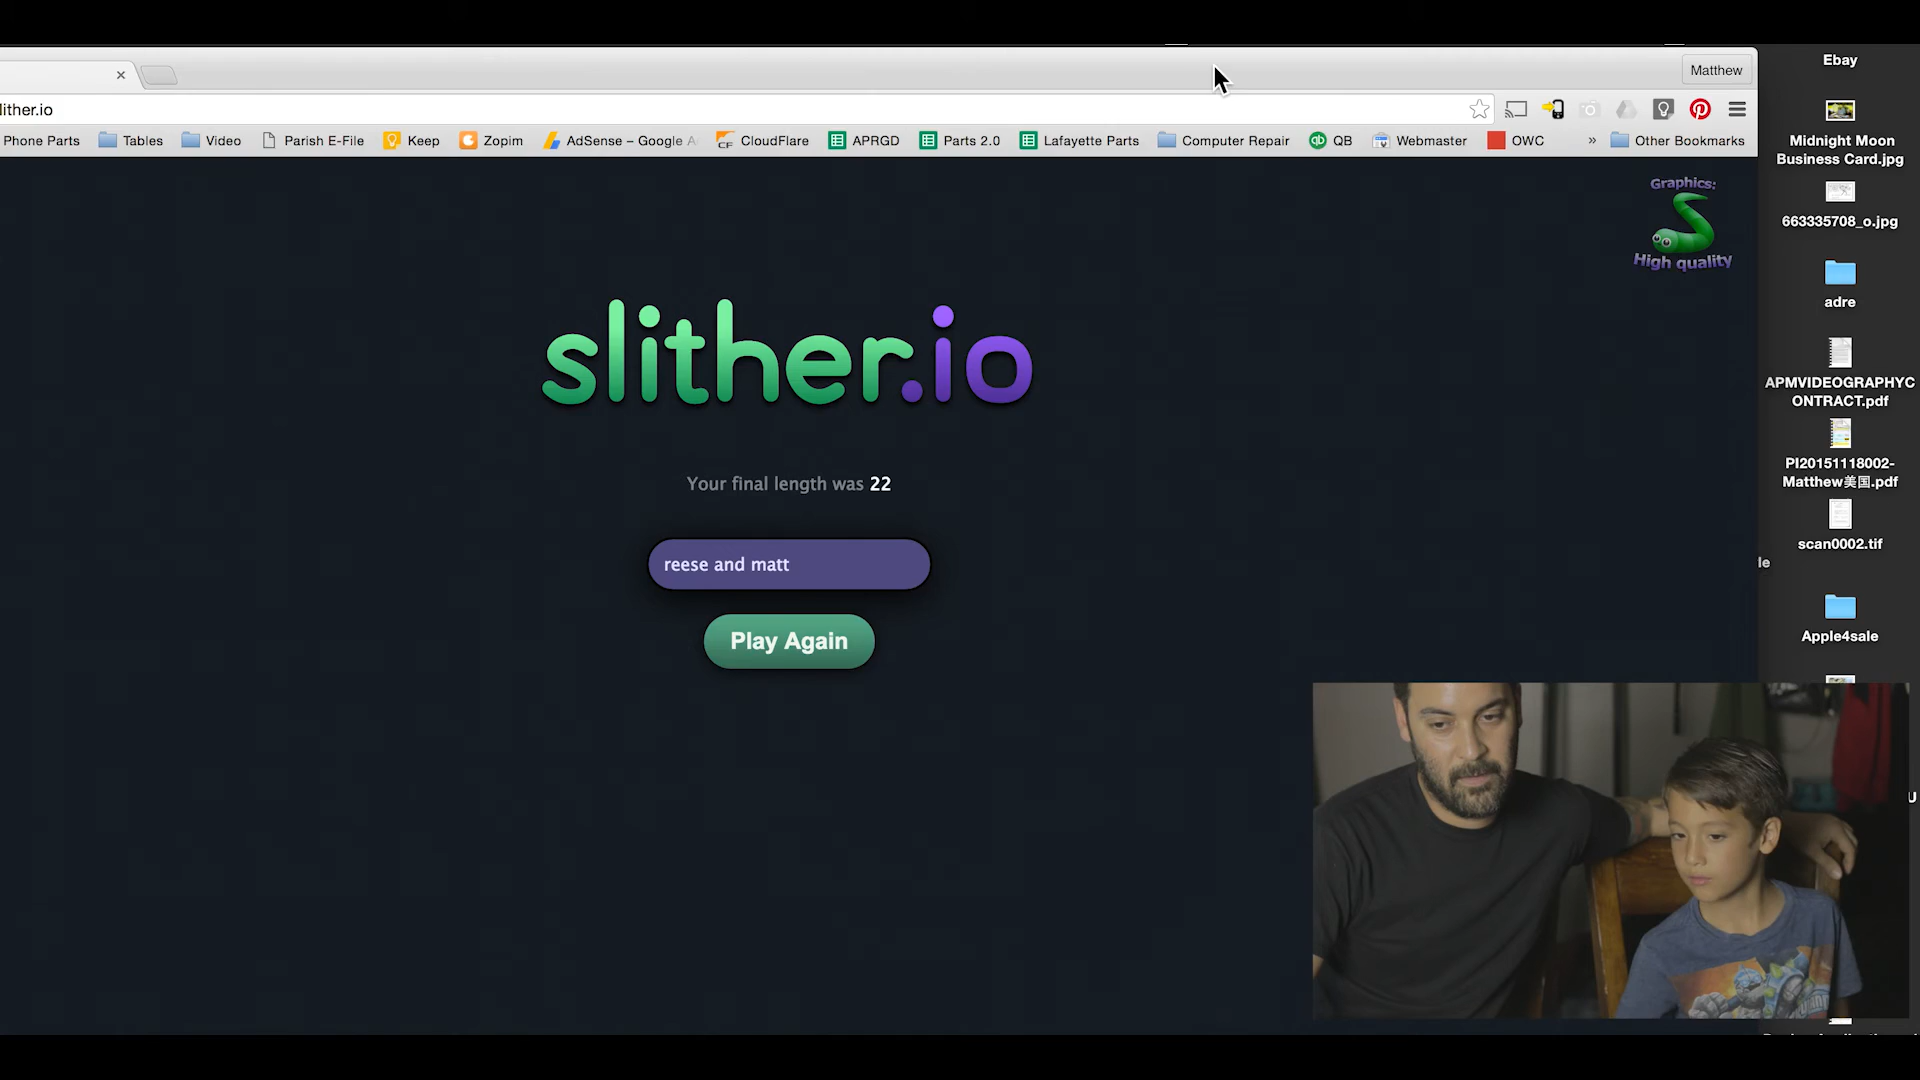 Ebay
Matthew
lither.io
Phone Parts
Tables
Video
Parish E-File
Keep
Zopim
AdSense – Google A
CloudFlare
APRGD
Parts 2.0
Lafayette Parts
Computer Repair
QB
Webmaster
OWC
»
Other Bookmarks
Midnight Moon
Business Card.jpg
Graphics:
High quality
663335708_o.jpg
adre
slither.io
APMVIDEOGRAPHYC
ONTRACT.pdf
Your final length was 22
PI20151118002-
Matthew美国.pdf
scan0002.tif
le
reese and matt
Play Again
Apple4sale
U